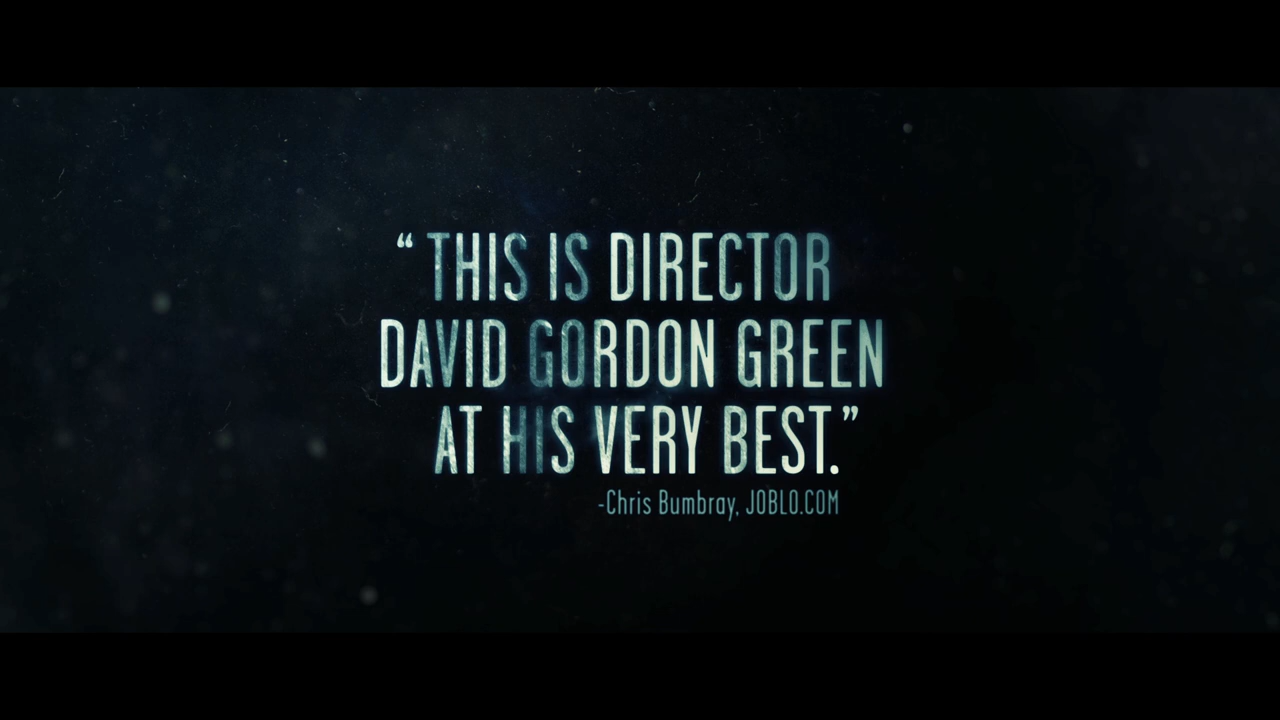 “ THIS IS DIRECTOR
DAVID GORDON GREEN
AT HIS VERY BEST.”
-Chris Bumbray, JOBLO.COM